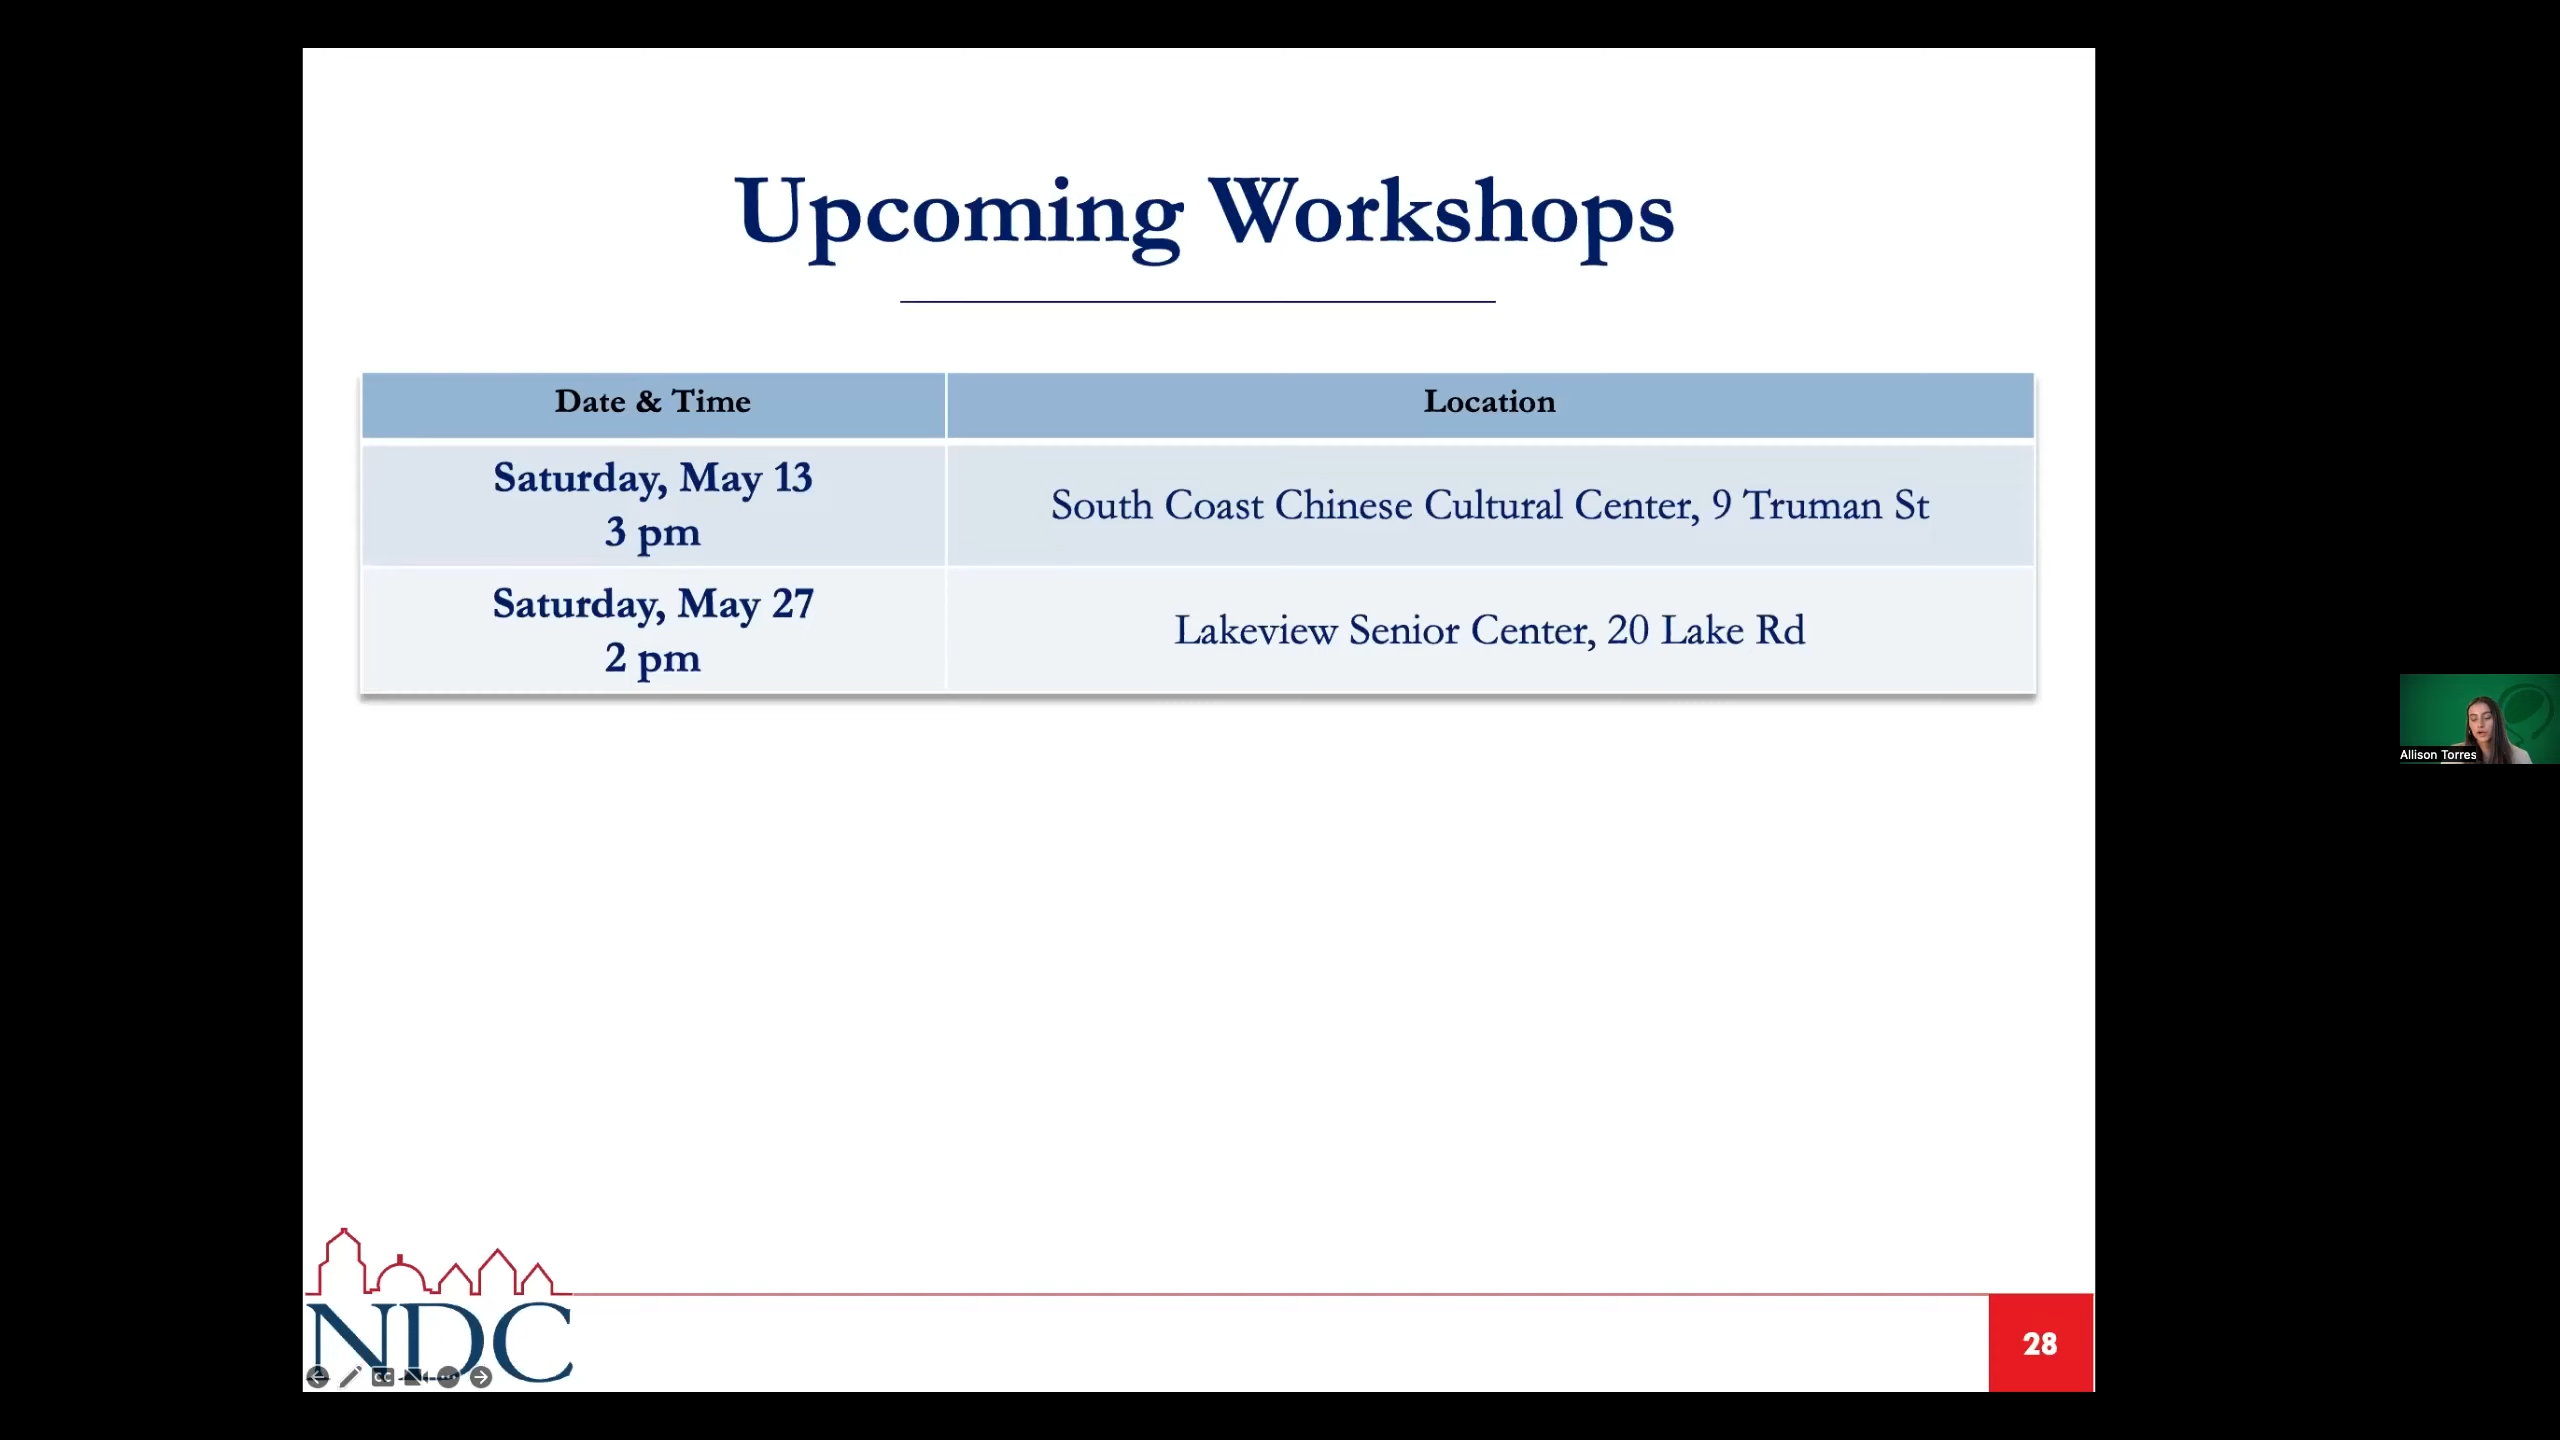 Upcoming Workshops
Date & Time
Location
Saturday, May 13
3 pm
South Coast Chinese Cultural Center, 9 Truman St
Saturday, May 27
2 pm
Lakeview Senior Center, 20 Lake Rd
Allison Torres
NDC
CC
28